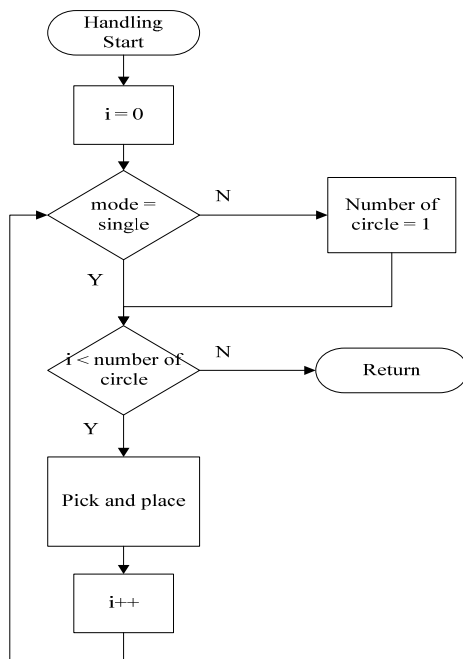 Handling
Start
i = 0
mode =
single
N
Number of
circle = 1
Y
i < number of
circle
N
Return
Y
Pick and place
i++